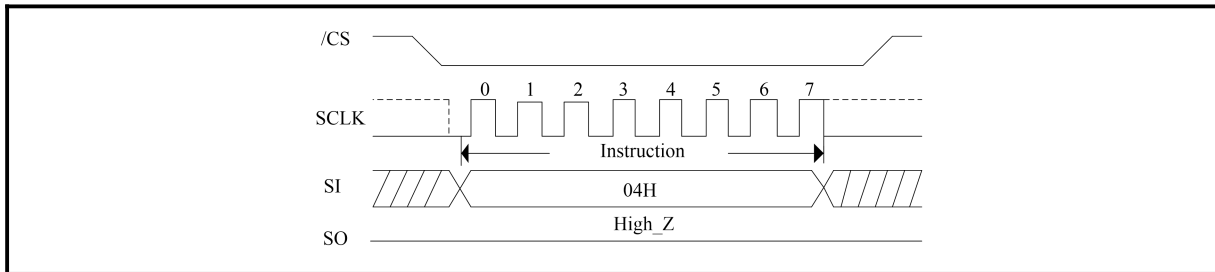 /CS
0 1 2 3 4 5 6 7
SCLK
Instruction
SI
04H
High_Z
SO